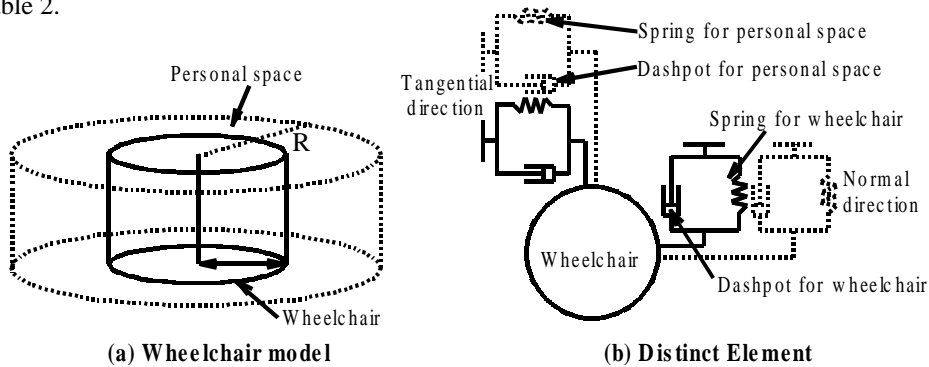 able 2.
Personal space
R
Wheelchair
(a) Wheelchair model
Spring for personal space
Dashpot for personal space
Tangential
direction
Spring for wheelchair
Normal
direction
Wheelchair
Dashpot for wheelchair
(b) Distinct Element